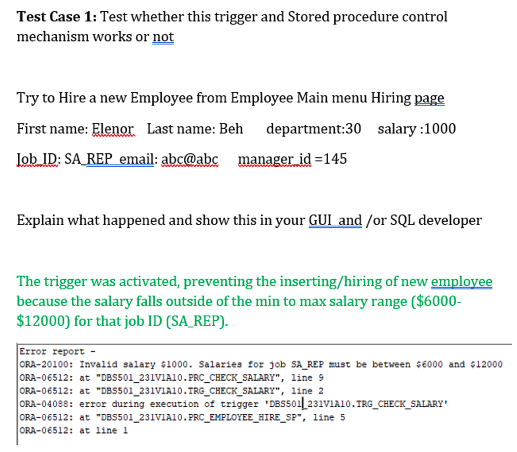 Test Case 1: Test whether this trigger and Stored procedure control
mechanism works or not
Try to Hire a new Employee from Employee Main menu Hiring page
First name: Elenor Last name: Beh department:30 salary :1000
Job_ID: SA_REP email: abc@abc manager_id =145
Explain what happened and show this in your GUI and /or SQL developer
The trigger was activated, preventing the inserting/hiring of new employee
because the salary falls outside of the min to max salary range ($6000-
$12000) for that job ID (SA_REP).
Error report -
ORA-20100: Invalid salary $1000. Salaries for job SA_REP must be between $6000 and $12000
ORA-06512: at "DBS501_231V1A10.PRC_CHECK_SALARY", line 9
ORA-06512: at "DBS501_231V1A10.TRG_CHECK_SALARY", line 2
ORA-04088: error during execution of trigger 'DBS501_231V1A10.TRG_CHECK_SALARY'
ORA-06512: at "DBS501_231V1A10.PRC_EMPLOYEE_HIRE_SP", line 5
ORA-06512: at line 1